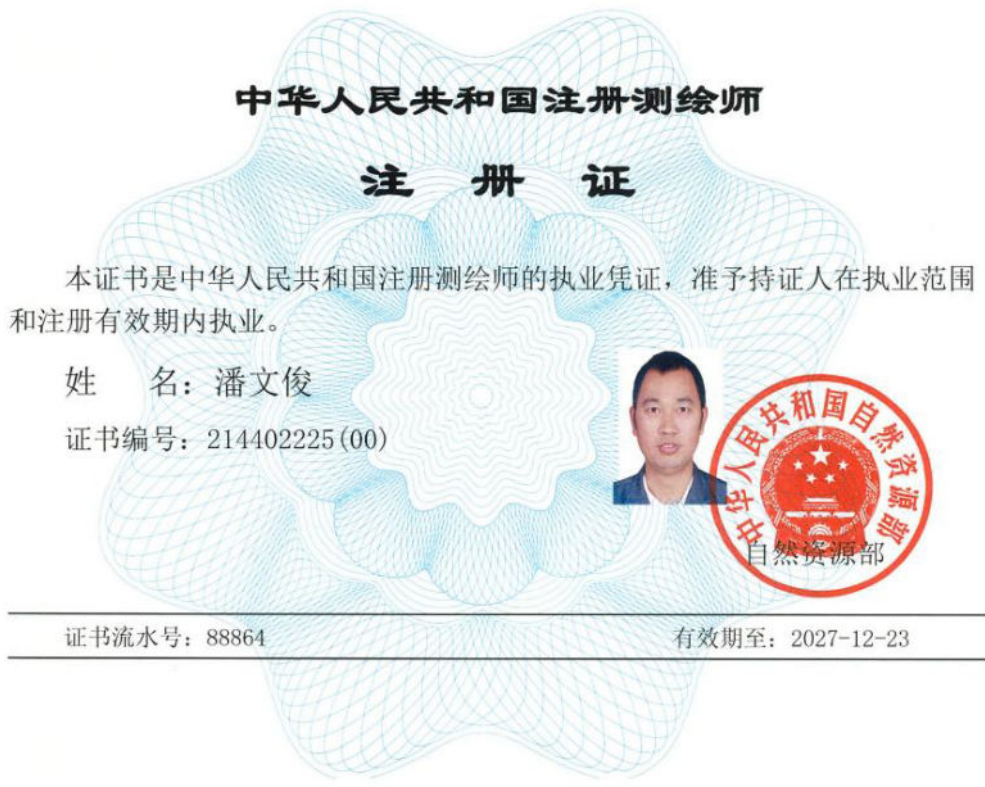 中华人民共和国注册测绘师
注 册 证
本证书是中华人民共和国注册测绘师的执业凭证，准予持证人在执业范围
和注册有效期内执业。
姓 名：潘文俊
证书编号：214402225(00)
中华人民共和国自然资源部
自然资源部
证书流水号：88864
有效期至：2027-12-23